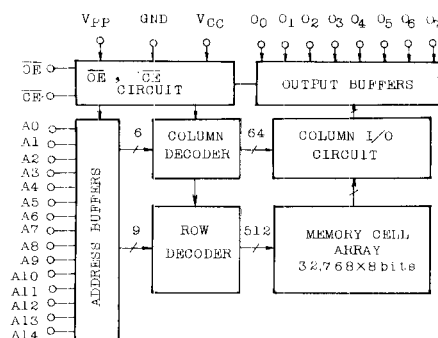 VPP GND VCC O0 O1 O2 O3 O4 O5 O6 O7
OE
CE
OE, CE
CIRCUIT
OUTPUT BUFFERS
A0
A1
A2
A3
A4
A5
A6
A7
A8
A9
A10
A11
A12
A13
A14
ADDRESS BUFFERS
6
COLUMN
DECODER
64
COLUMN I/O
CIRCUIT
9
ROW
DECODER
512
MEMORY CELL
ARRAY
32,768×8bits